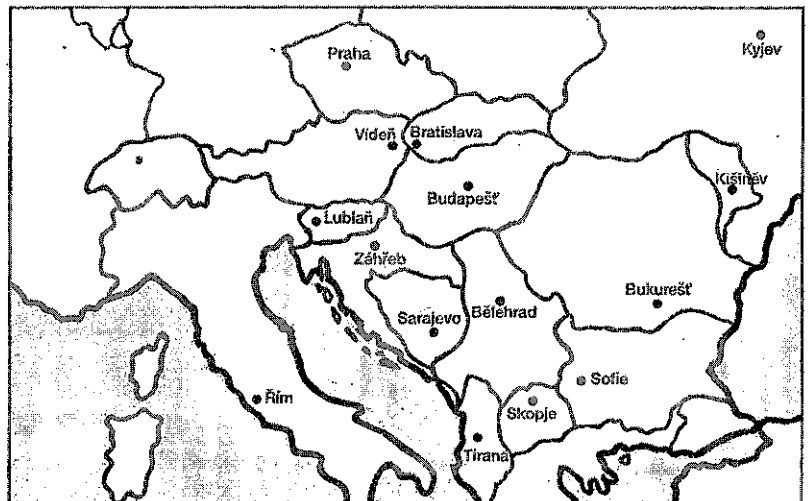 Praha
Kyjev
Vídeň
Bratislava
Budapešť
Kišiněv
Lublaň
Záhřeb
Sarajevo
Bělehrad
Bukurešť
Řím
Sofie
Skopje
Tirana